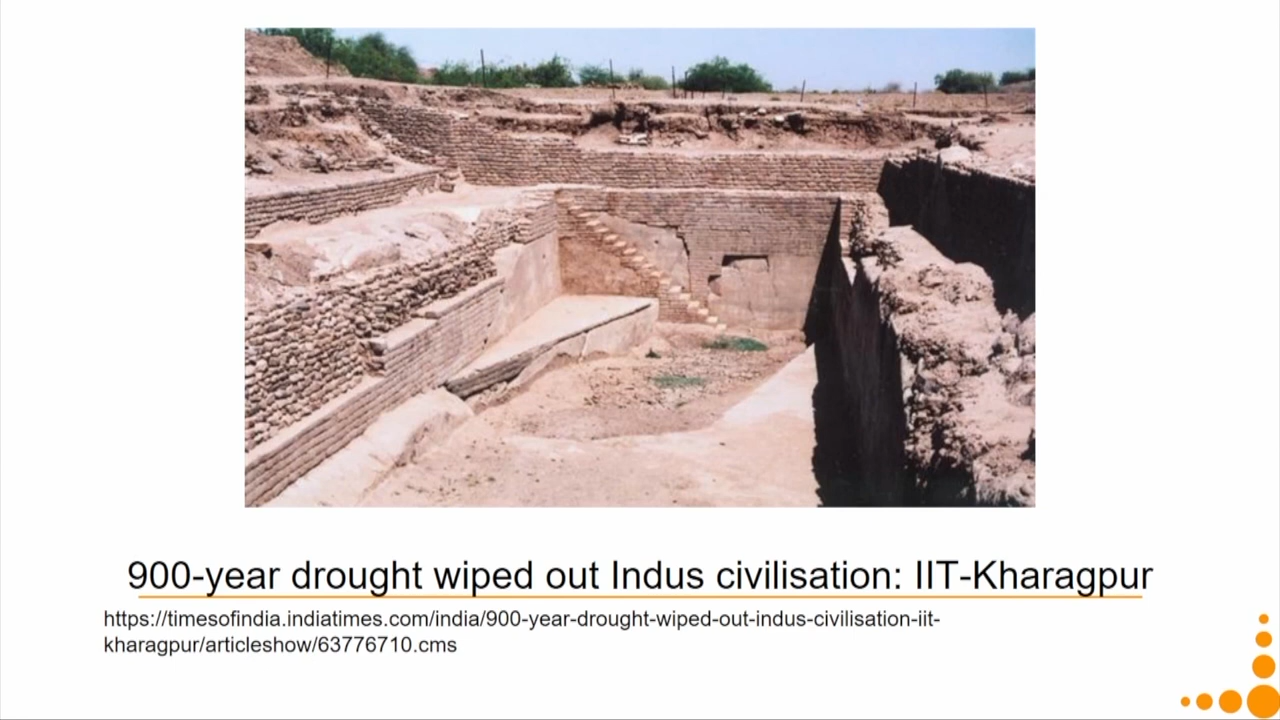 900-year drought wiped out Indus civilisation: IIT-Kharagpur
https://timesofindia.indiatimes.com/india/900-year-drought-wiped-out-indus-civilisation-iit-
kharagpur/articleshow/63776710.cms